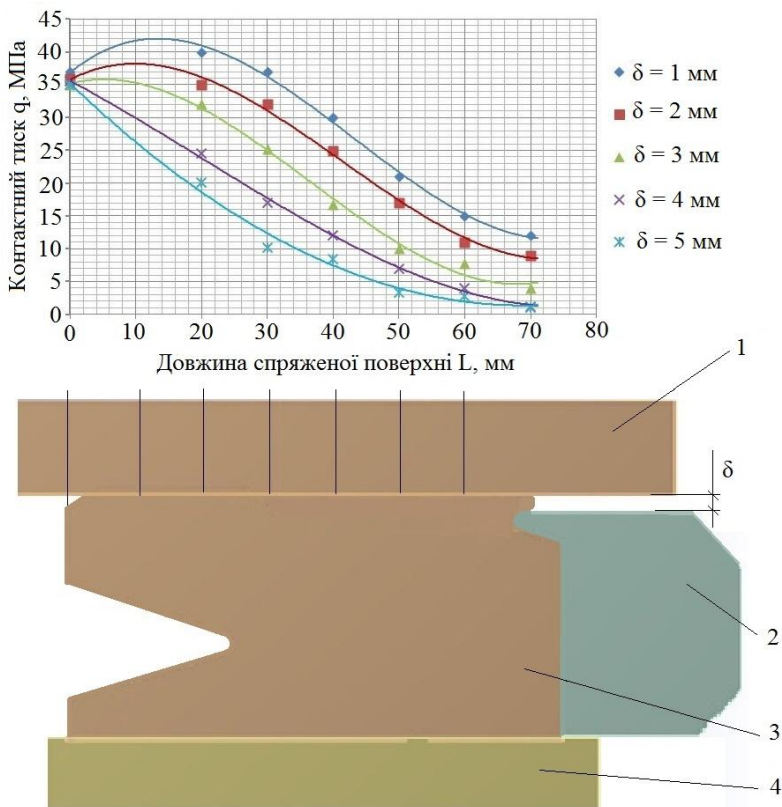 45
40
35
30
25
20
15
10
5
0
Контактний тиск q, МПа
0 10 20 30 40 50 60 70 80
Довжина спряженої поверхні L, мм
δ = 1 мм
δ = 2 мм
δ = 3 мм
δ = 4 мм
δ = 5 мм
1
δ
2
3
4